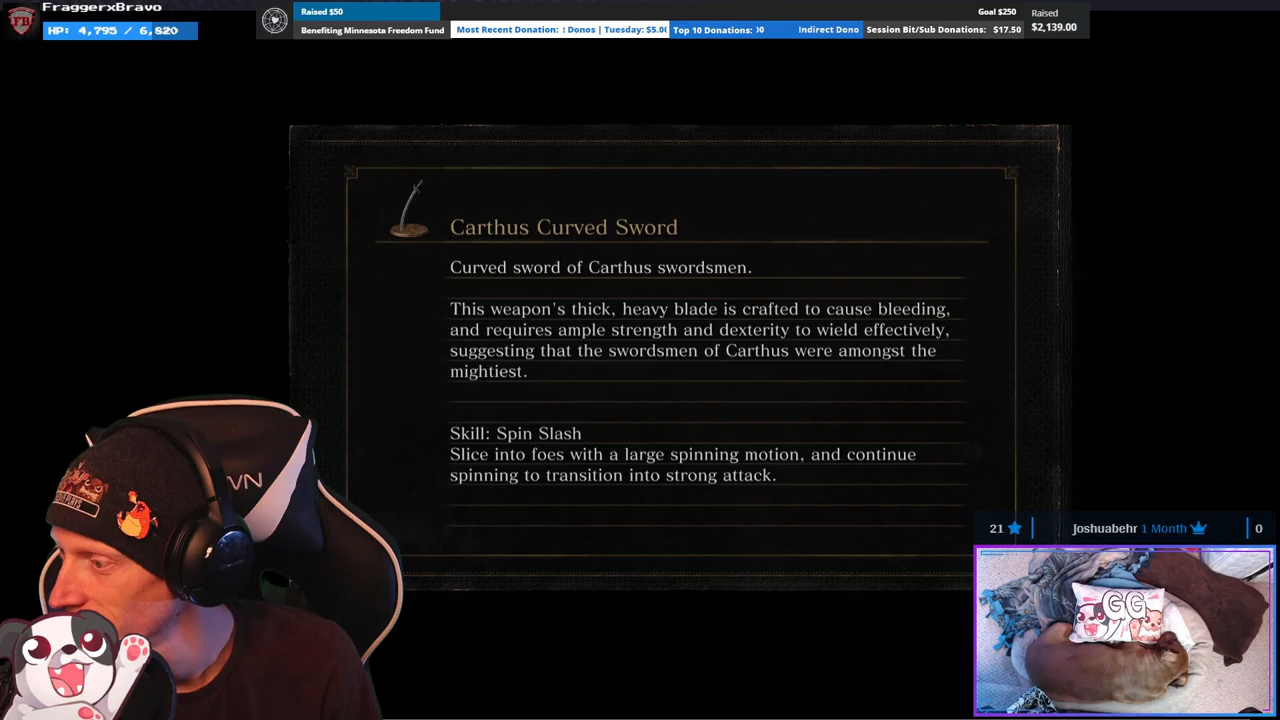 FraggerxBravo
FB
HP: 4,795 / 6,820
Raised $50
Goal $250
Benefiting Minnesota Freedom Fund
Most Recent Donation: : Donos | Tuesday: $5.00
Top 10 Donations:
Indirect Dono
Session Bit/Sub Donations: $17.50
Raised
$2,139.00
Carthus Curved Sword
Curved sword of Carthus swordsmen.
This weapon's thick, heavy blade is crafted to cause bleeding,
and requires ample strength and dexterity to wield effectively,
suggesting that the swordsmen of Carthus were amongst the
mightiest.
Skill: Spin Slash
Slice into foes with a large spinning motion, and continue
spinning to transition into strong attack.
21
Joshuabehr 1 Month
0
GG